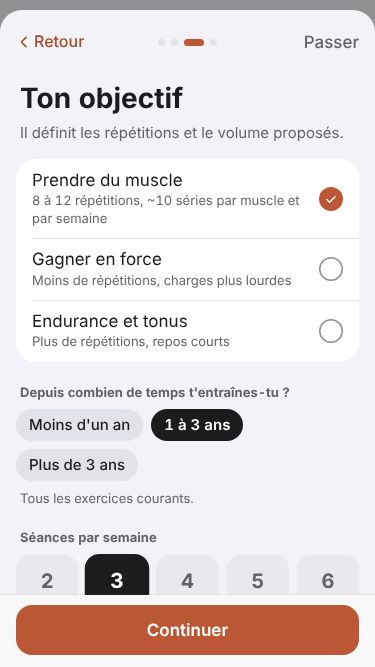 Retour
Passer
Ton objectif
Il définit les répétitions et le volume proposés.
Prendre du muscle
8 à 12 répétitions, ~10 séries par muscle et
par semaine
Gagner en force
Moins de répétitions, charges plus lourdes
Endurance et tonus
Plus de répétitions, repos courts
Depuis combien de temps t'entraînes-tu ?
Moins d'un an
1 à 3 ans
Plus de 3 ans
Tous les exercices courants.
Séances par semaine
2
3
4
5
6
Continuer